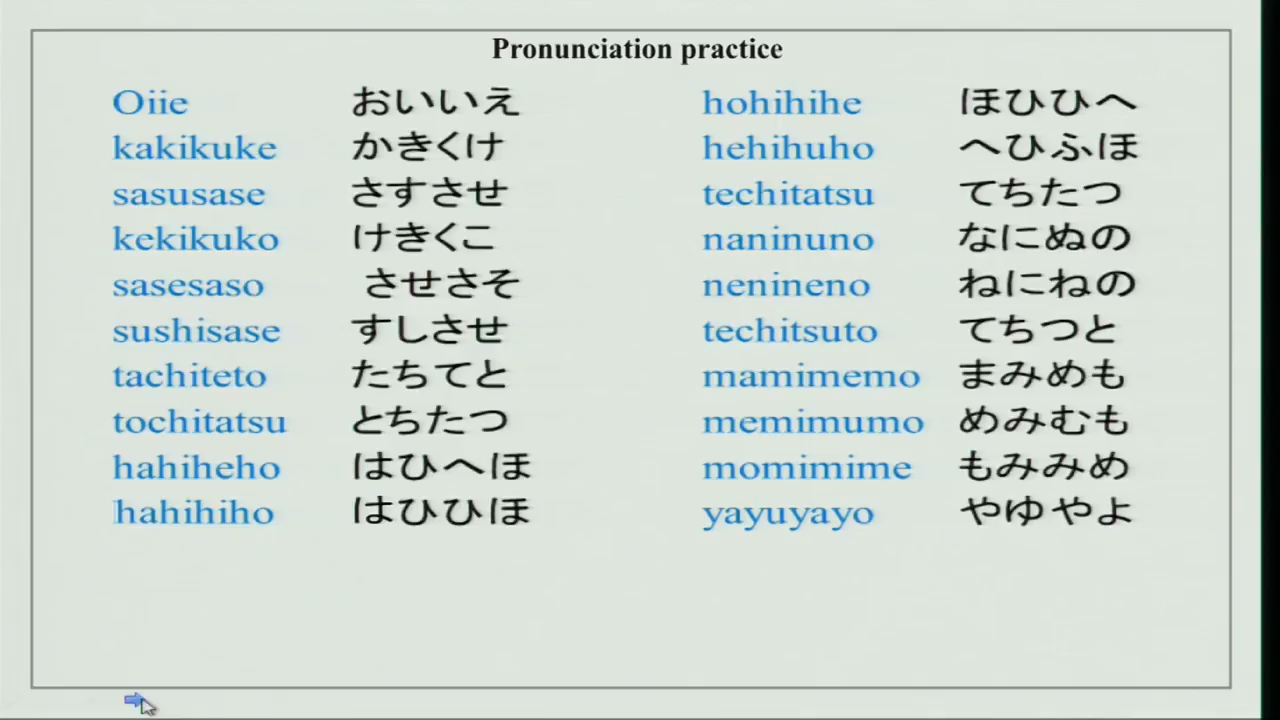 Pronunciation practice
Oiie おいいえ
kakikuke かきくけ
sasusase さすさせ
kekikuko けきくこ
sasesaso させさそ
sushisase すしさせ
tachiteto たちてと
tochitatsu とちたつ
hahiheho はひへほ
hahihiho はひひほ
hohihihe ほひひへ
hehihuho へひふほ
techitatsu てちたつ
naninuno なにぬの
nenineno ねにねの
techitsuto てちつと
mamimemo まみめも
memimumo めみむも
momimime もみみめ
yayuyayo やゆやよ